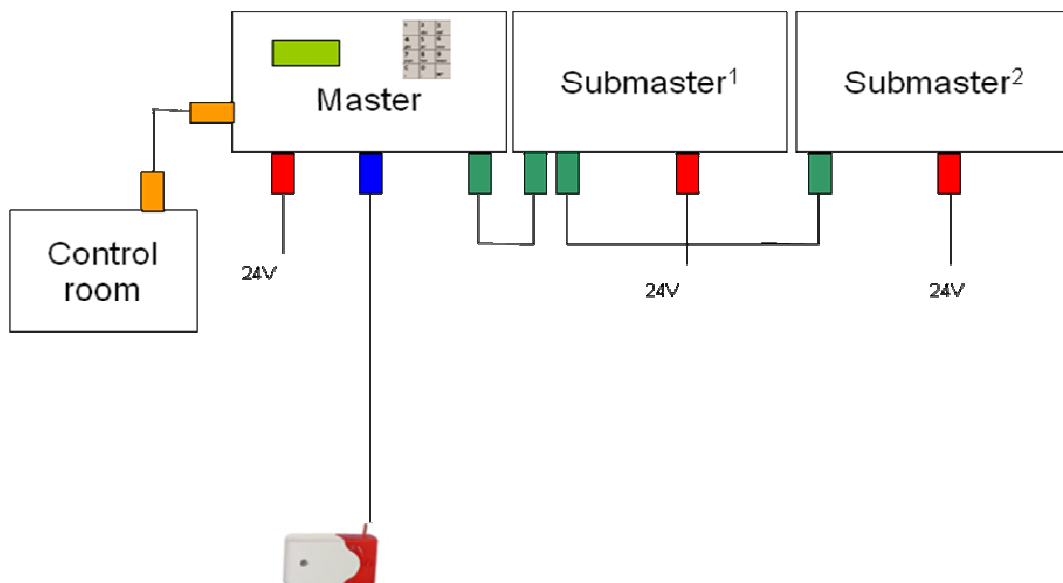 Master
Submaster1
Submaster2
Control
room
24V
24V
24V